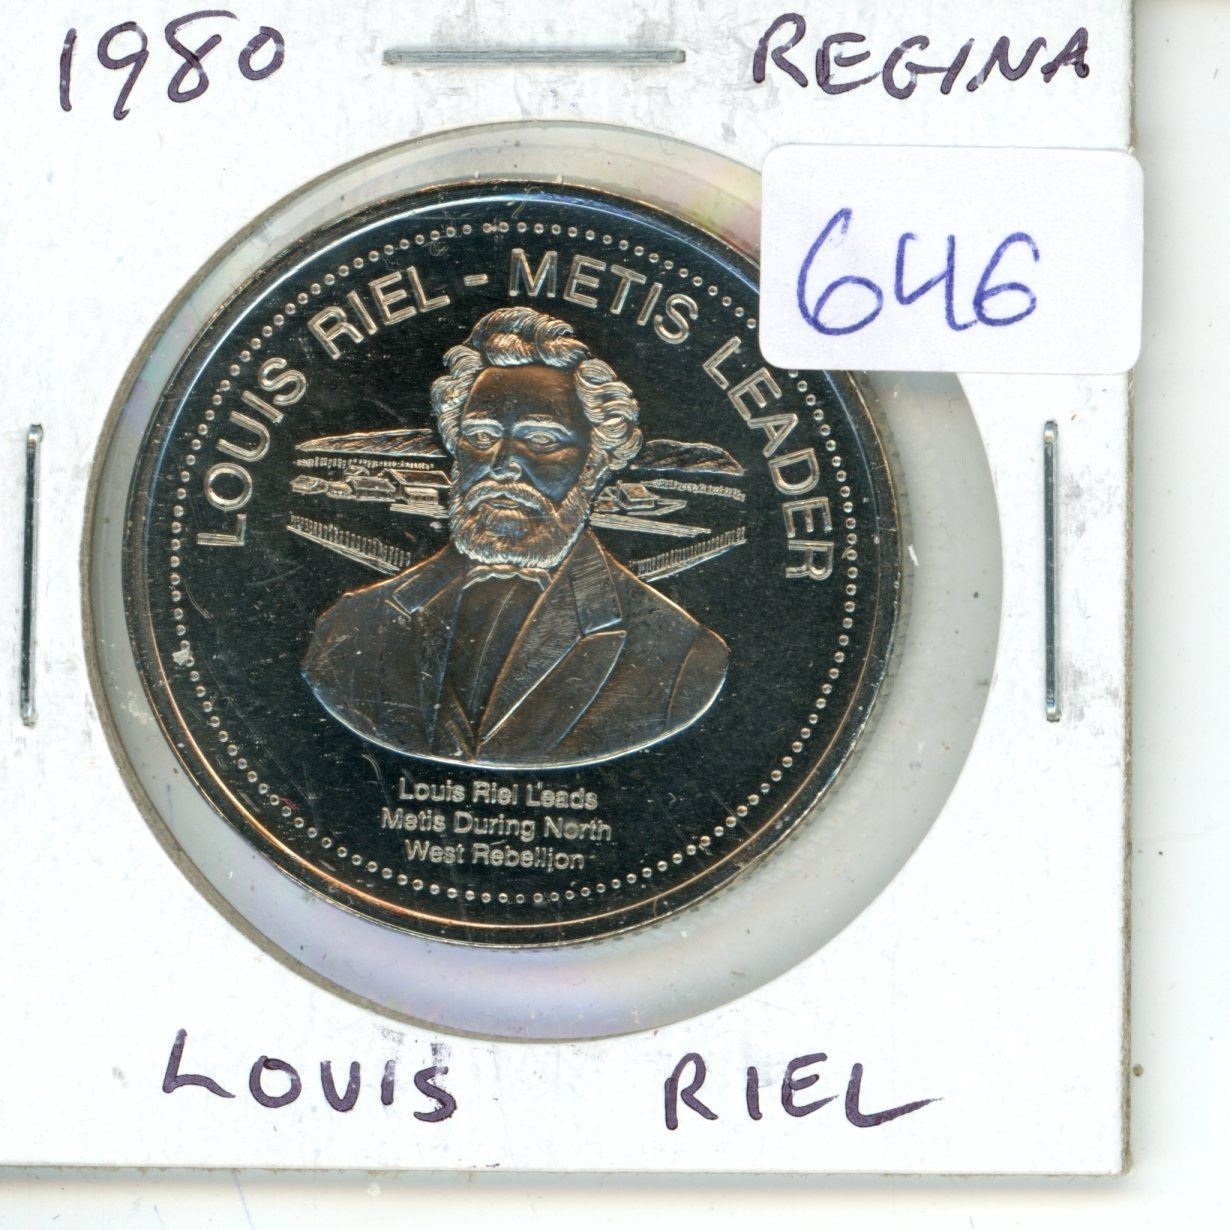 1980 REGINA
646
LOUIS RIEL - METIS LEADER
Louis Riel Leads
Metis During North
West Rebellion
LOUIS RIEL